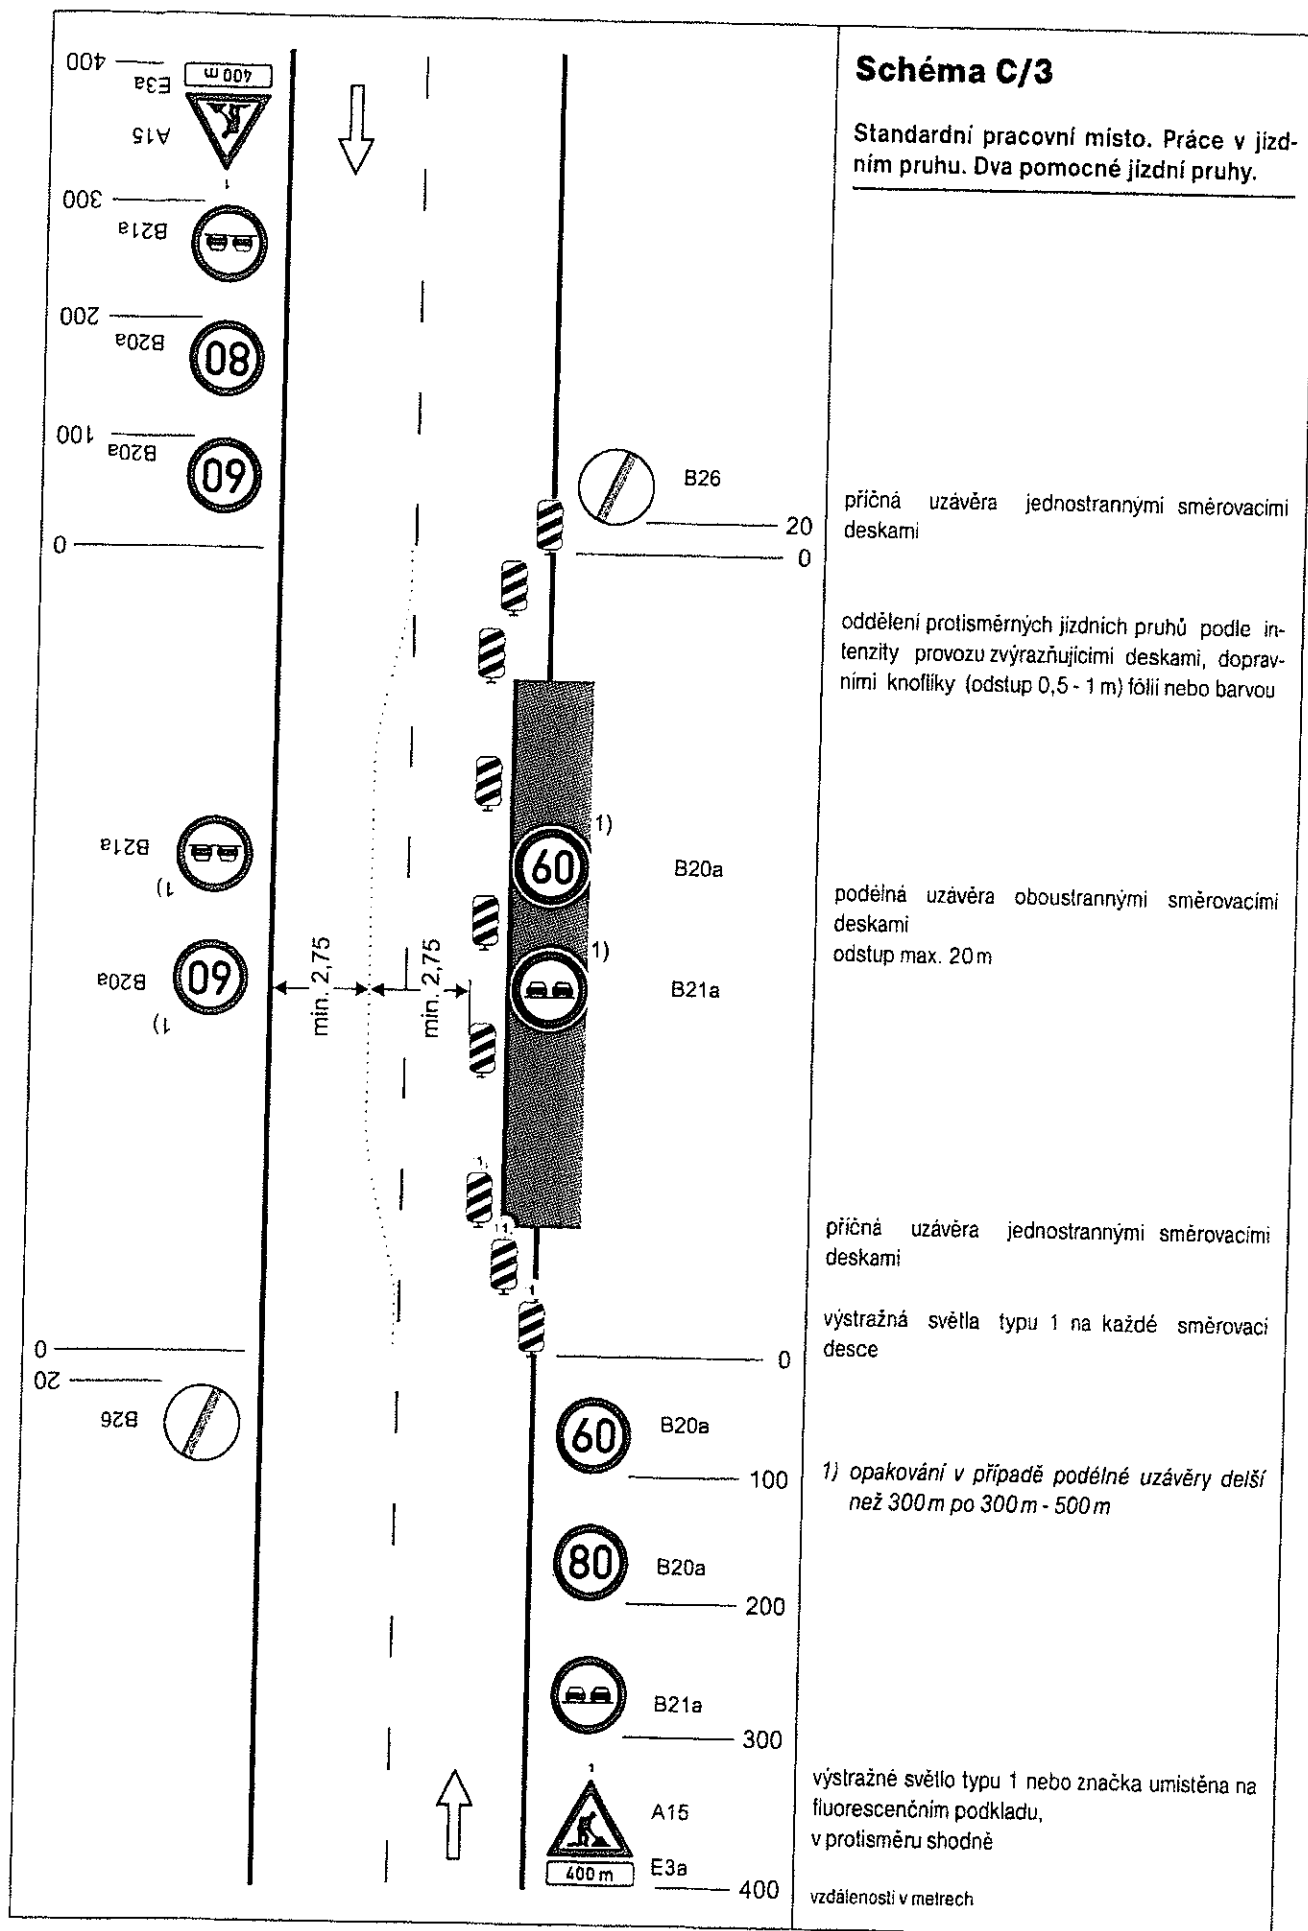 400
E3a
400 m
A15
1
300
B21a
200
B20a
80
100
B20a
60
0
B26
20
0
B21a
1)
B20a
60
1)
min. 2,75
min. 2,75
60
1)
B20a
1)
B21a
1
11
1
0
20
B26
0
60
B20a
100
80
B20a
200
B21a
300
1
A15
400 m
E3a
400
Schéma C/3
Standardní pracovní místo. Práce v jízd-
ním pruhu. Dva pomocné jízdní pruhy.
příčná uzávěra jednostrannými směrovacími
deskami
oddělení protisměrných jízdních pruhů podle in-
tenzity provozu zvýrazňujícími deskami, doprav-
ními knoflíky (odstup 0,5 - 1 m) fólií nebo barvou
podélná uzávěra oboustrannými směrovacími
deskami
odstup max. 20 m
příčná uzávěra jednostrannými směrovacími
deskami
výstražná světla typu 1 na každé směrovací
desce
1) opakování v případě podélné uzávěry delší
než 300 m po 300 m - 500 m
výstražné světlo typu 1 nebo značka umístěna na
fluorescenčním podkladu,
v protisměru shodně
vzdálenosti v metrech